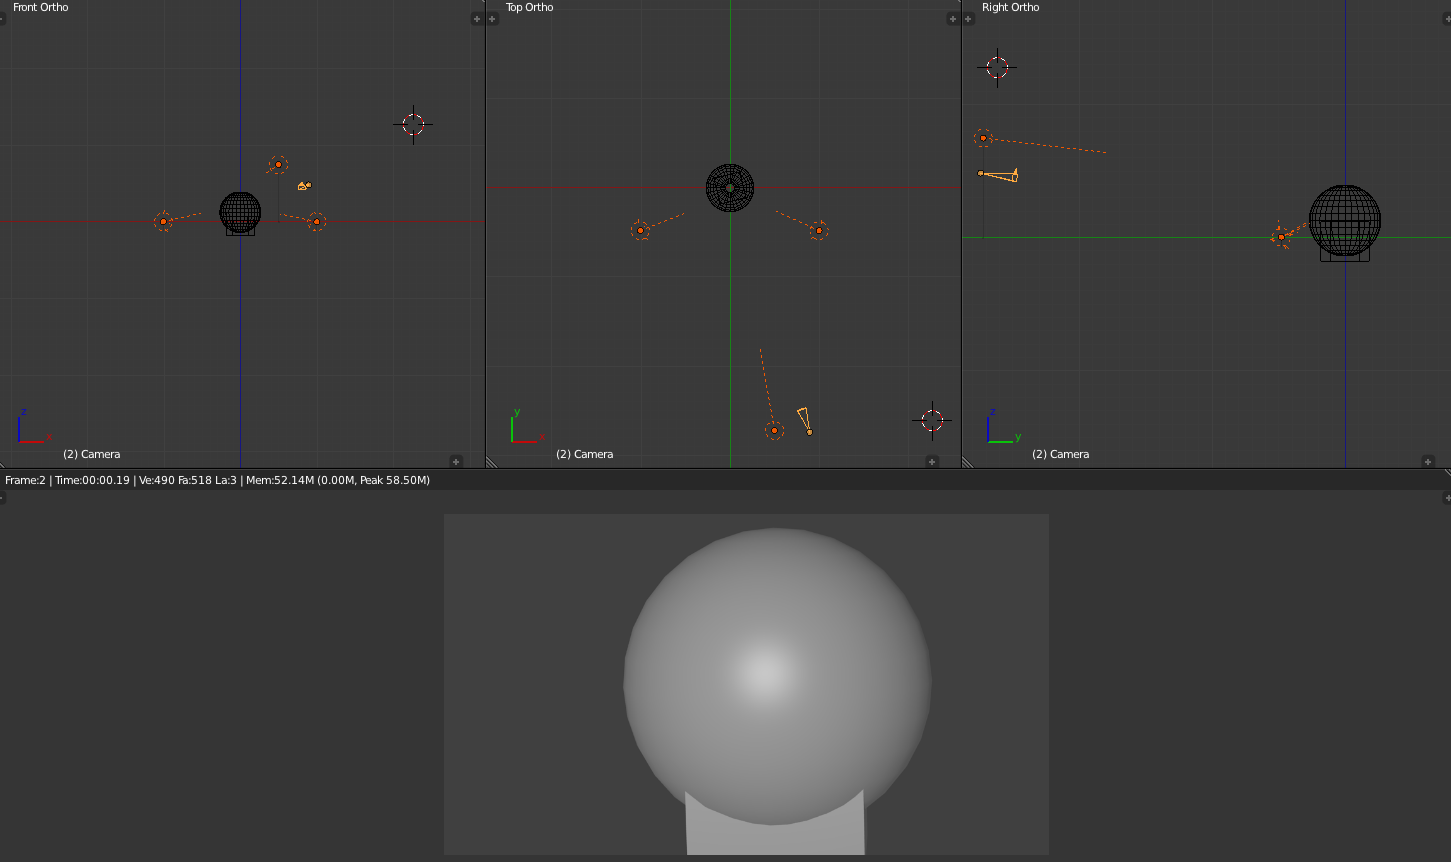 Front Ortho
Top Ortho
Right Ortho
z
x
(2) Camera
y
x
(2) Camera
z
y
(2) Camera
Frame:2 | Time:00:00.19 | Ve:490 Fa:518 La:3 | Mem:52.14M (0.00M, Peak 58.50M)